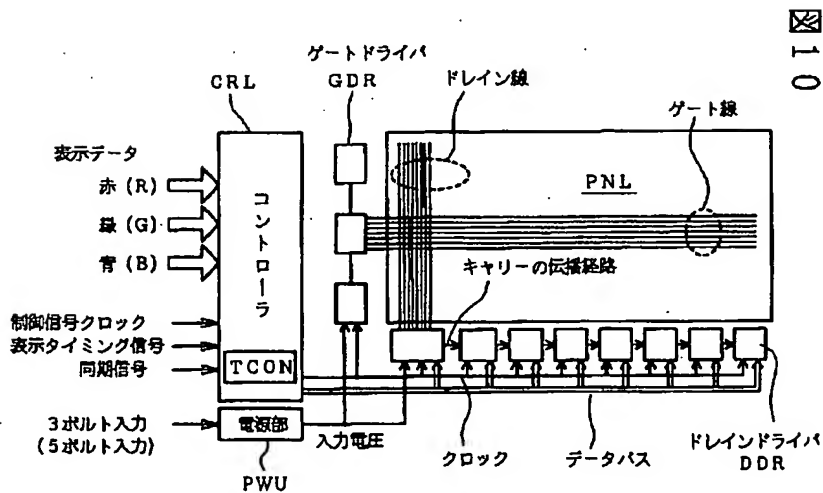 図10
ゲートドライバ
GDR
CRL
ドレイン線
ゲート線
表示データ
赤(R)
緑(G)
青(B)
コントローラ
PNL
キャリーの伝播経路
制御信号クロック
表示タイミング信号
同期信号
TCON
3ボルト入力
(5ボルト入力)
電源部
入力電圧
クロック
データバス
ドレインドライバ
DDR
PWU